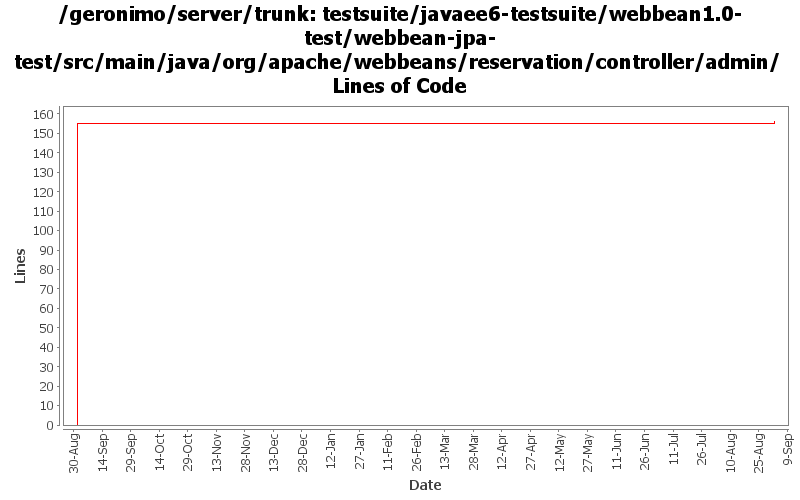 /geronimo/server/trunk: testsuite/javaee6-testsuite/webbean1.0-
test/webbean-jpa-
test/src/main/java/org/apache/webbeans/reservation/controller/admin/
Lines of Code
160
150
140
130
120
110
100
90
80
70
60
50
40
30
20
10
0
Lines
30-Aug
14-Sep
29-Sep
14-Oct
29-Oct
13-Nov
28-Nov
13-Dec
28-Dec
12-Jan
27-Jan
11-Feb
26-Feb
13-Mar
28-Mar
12-Apr
27-Apr
12-May
27-May
11-Jun
26-Jun
11-Jul
26-Jul
10-Aug
25-Aug
9-Sep
Date